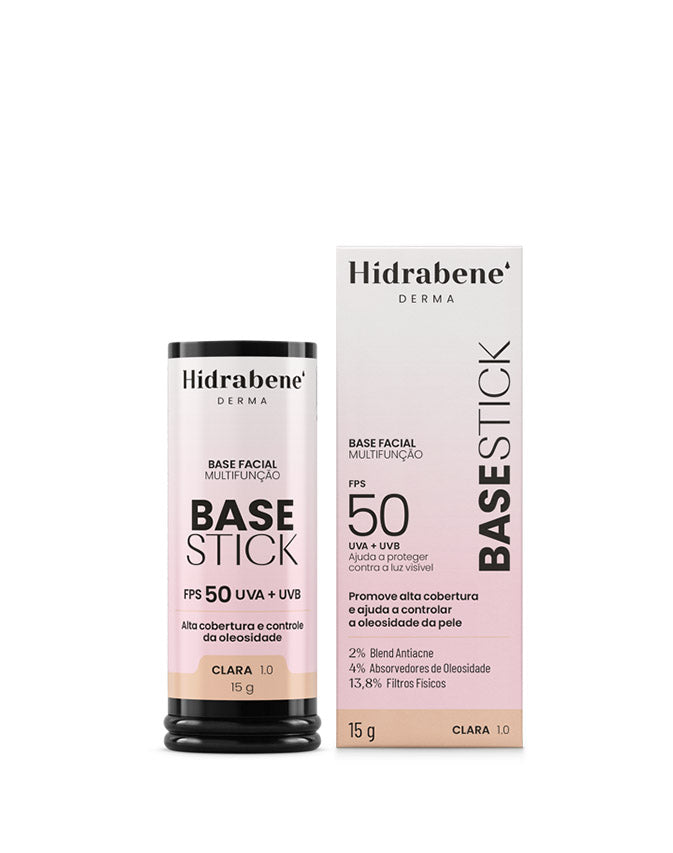 Hidrabene
DERMA
BASE FACIAL
MULTIFUNÇÃO
BASE
STICK
FPS 50 UVA + UVB
Alta cobertura e controle
da oleosidade
CLARA 1.0
15 g
Hidrabene
DERMA
BASE FACIAL
MULTIFUNÇÃO
FPS
50
UVA + UVB
Ajuda a proteger
contra a luz visível
Promove alta cobertura
e ajuda a controlar
a oleosidade da pele
2% Blend Antiacne
4% Absorvedores de Oleosidade
13,8% Filtros Físicos
15 g
CLARA 1.0
BASESTICK